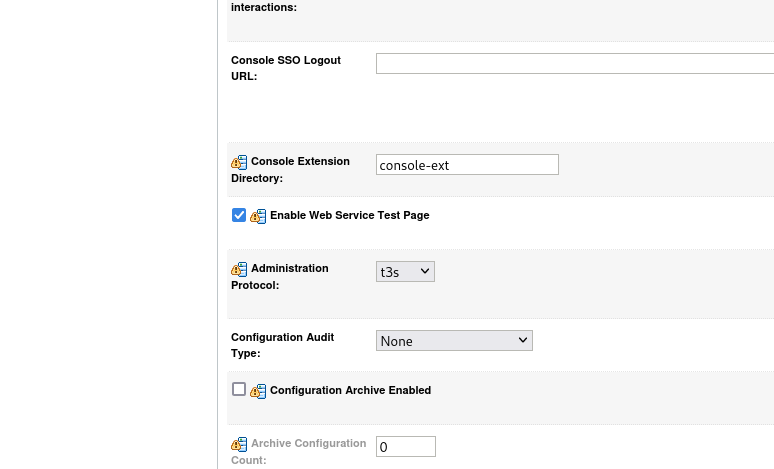 interactions:
Console SSO Logout
URL:
Console Extension
Directory:
console-ext
Enable Web Service Test Page
Administration
Protocol:
t3s
Configuration Audit
Type:
None
Configuration Archive Enabled
Archive Configuration
Count:
0